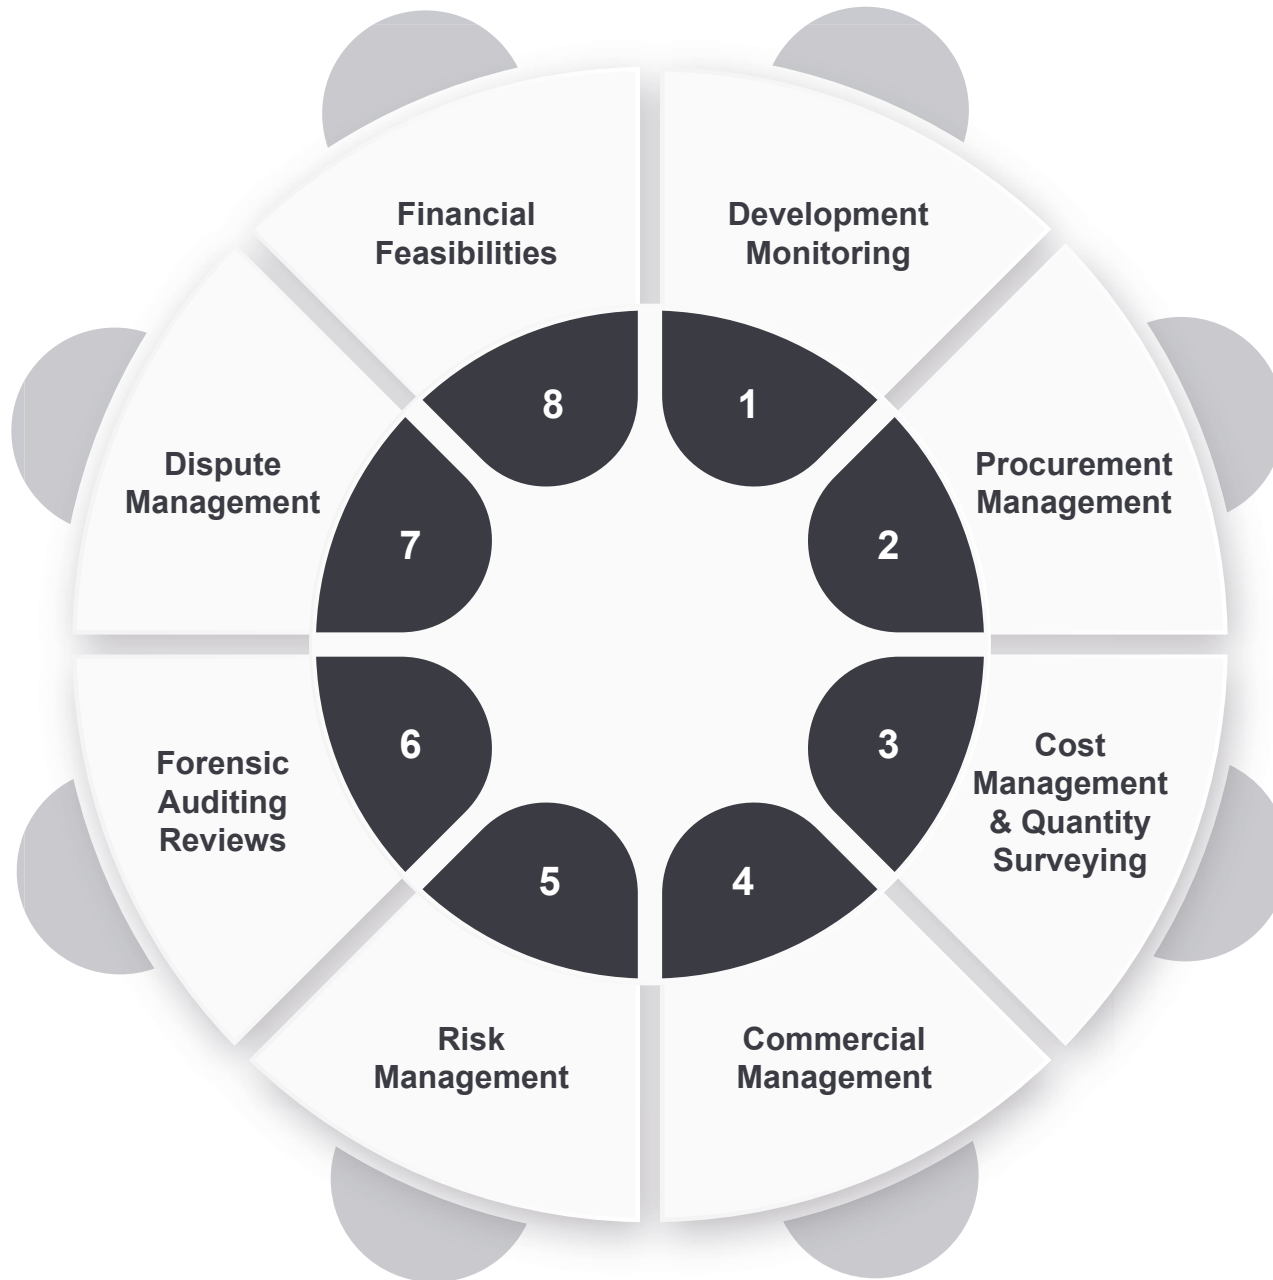 Development
Monitoring
1
Procurement
Management
2
Cost
Management
& Quantity
Surveying
3
Commercial
Management
4
Risk
Management
5
Forensic
Auditing
Reviews
6
Dispute
Management
7
Financial
Feasibilities
8